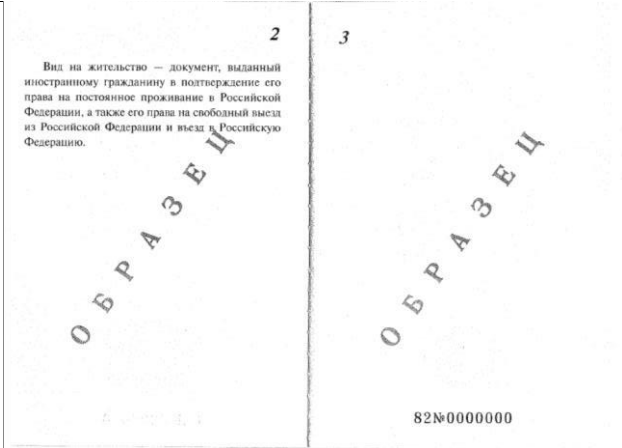 2
Вид на жительство — документ, выданный
иностранному гражданину в подтверждение его
права на постоянное проживание в Российской
Федерации, а также его права на свободный выезд
из Российской Федерации и въезд в Российскую
Федерацию.
ОБРАЗЕЦ
3
ОБРАЗЕЦ
82№0000000